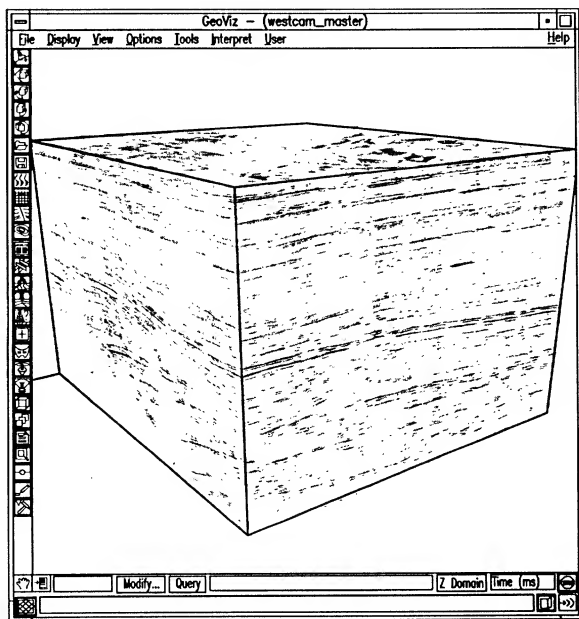 GeoViz – (westcam_master)
File Display View Options Tools Interpret User Help
Modify... Query Z Domain Time (ms)